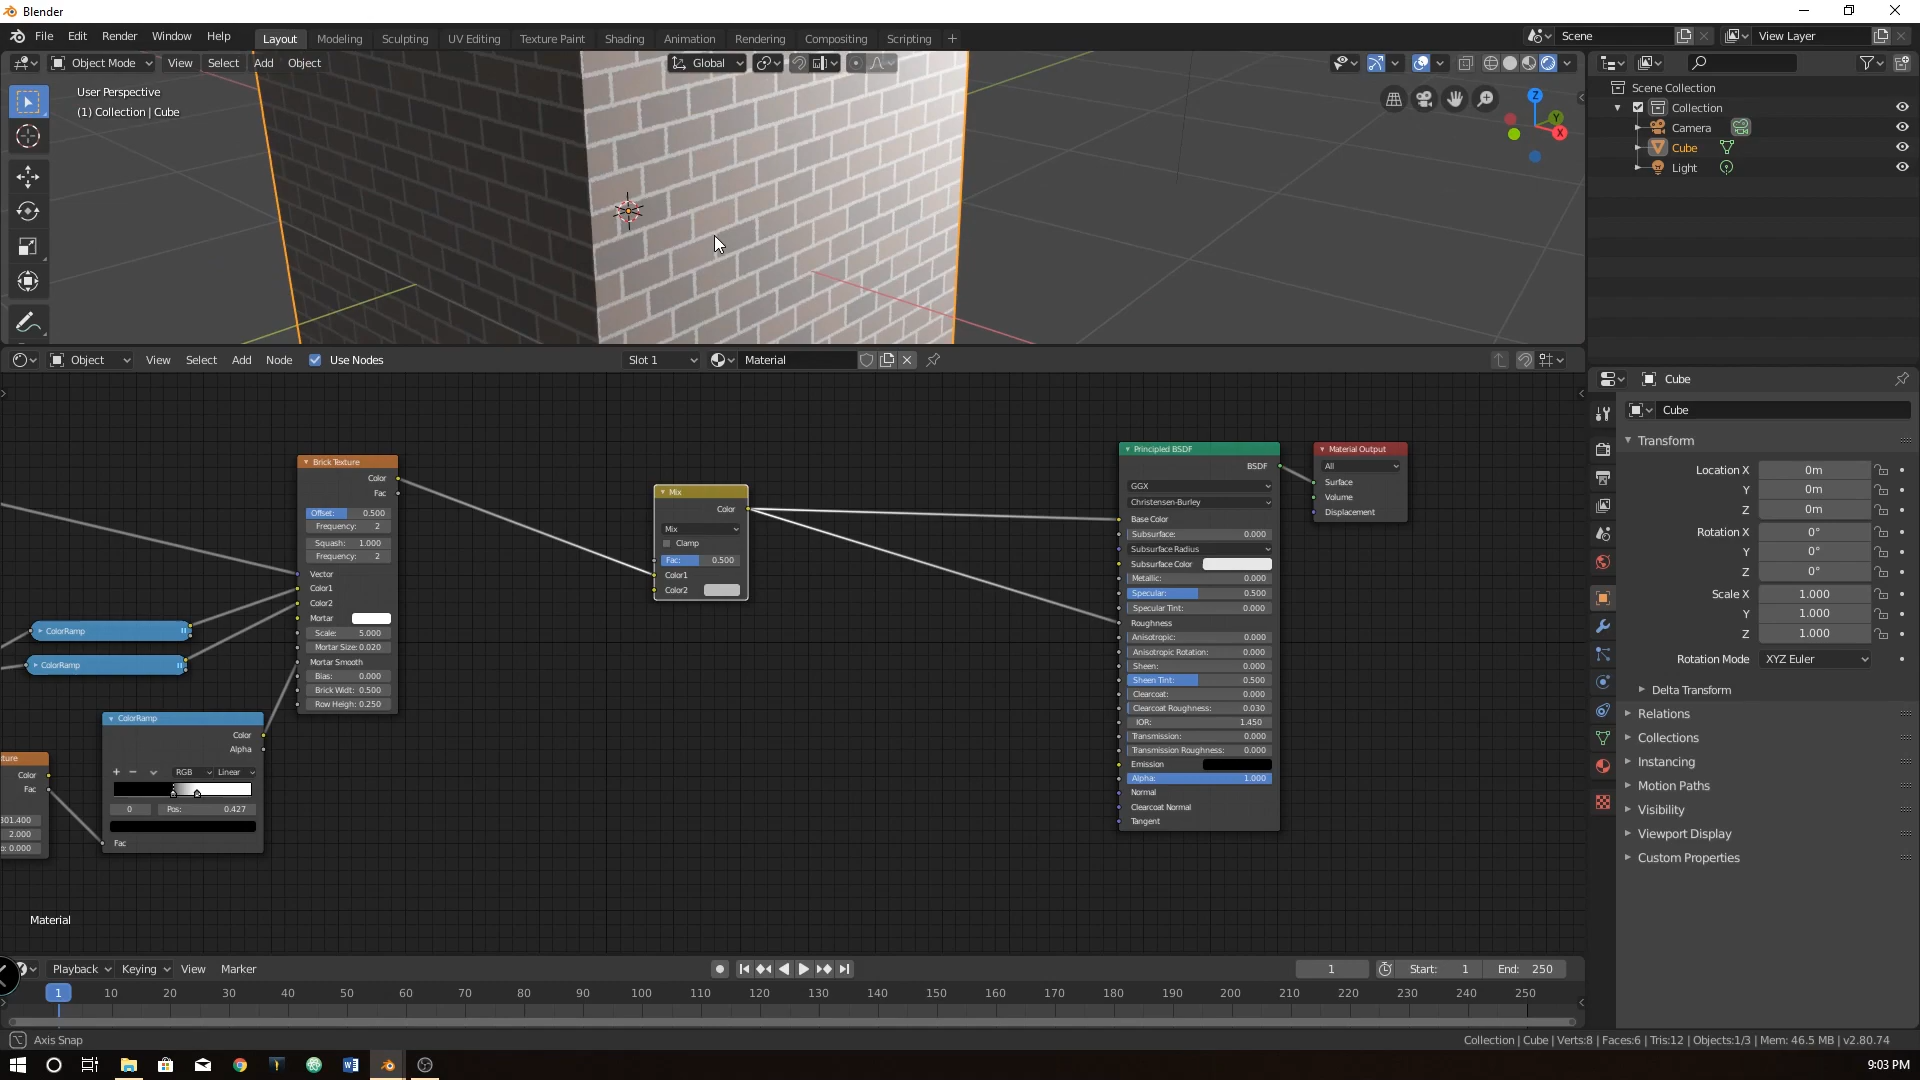 Blender
File Edit Render Window Help
Layout Modeling Sculpting UV Editing Texture Paint Shading Animation Rendering Compositing Scripting
Scene
View Layer
Object Mode View Select Add Object
Global
User Perspective
(1) Collection | Cube
Z
Y
X
Scene Collection
Collection
Camera
Cube
Light
Object View Select Add Node Use Nodes
Slot 1
Material
Brick Texture
Color
Fac
Offset: 0.500
Frequency: 2
Squash: 1.000
Frequency: 2
Vector
Color1
Color2
Mortar
Scale: 5.000
Mortar Size: 0.020
Mortar Smooth
Bias: 0.000
Brick Widt: 0.500
Row Heigh: 0.250
ColorRamp
ColorRamp
ColorRamp
Color
Alpha
RGB Linear
0 Pos: 0.427
Fac
ture
Color
Fac
301.400
2.000
o: 0.000
Mix
Color
Mix
Clamp
Fac: 0.500
Color1
Color2
Principled BSDF
BSDF
GGX
Christensen-Burley
Base Color
Subsurface: 0.000
Subsurface Radius
Subsurface Color
Metallic: 0.000
Specular: 0.500
Specular Tint: 0.000
Roughness
Anisotropic: 0.000
Anisotropic Rotation: 0.000
Sheen: 0.000
Sheen Tint: 0.500
Clearcoat: 0.000
Clearcoat Roughness: 0.030
IOR: 1.450
Transmission: 0.000
Transmission Roughness: 0.000
Emission
Alpha: 1.000
Normal
Clearcoat Normal
Tangent
Material Output
All
Surface
Volume
Displacement
Material
Cube
Cube
Transform
Location X 0m
Y 0m
Z 0m
Rotation X 0°
Y 0°
Z 0°
Scale X 1.000
Y 1.000
Z 1.000
Rotation Mode XYZ Euler
Delta Transform
Relations
Collections
Instancing
Motion Paths
Visibility
Viewport Display
Custom Properties
Playback Keying View Marker
1
Start: 1
End: 250
1 10 20 30 40 50 60 70 80 90 100 110 120 130 140 150 160 170 180 190 200 210 220 230 240 250
Axis Snap
Collection | Cube | Verts:8 | Faces:6 | Tris:12 | Objects:1/3 | Mem: 46.5 MB | v2.80.74
9:03 PM